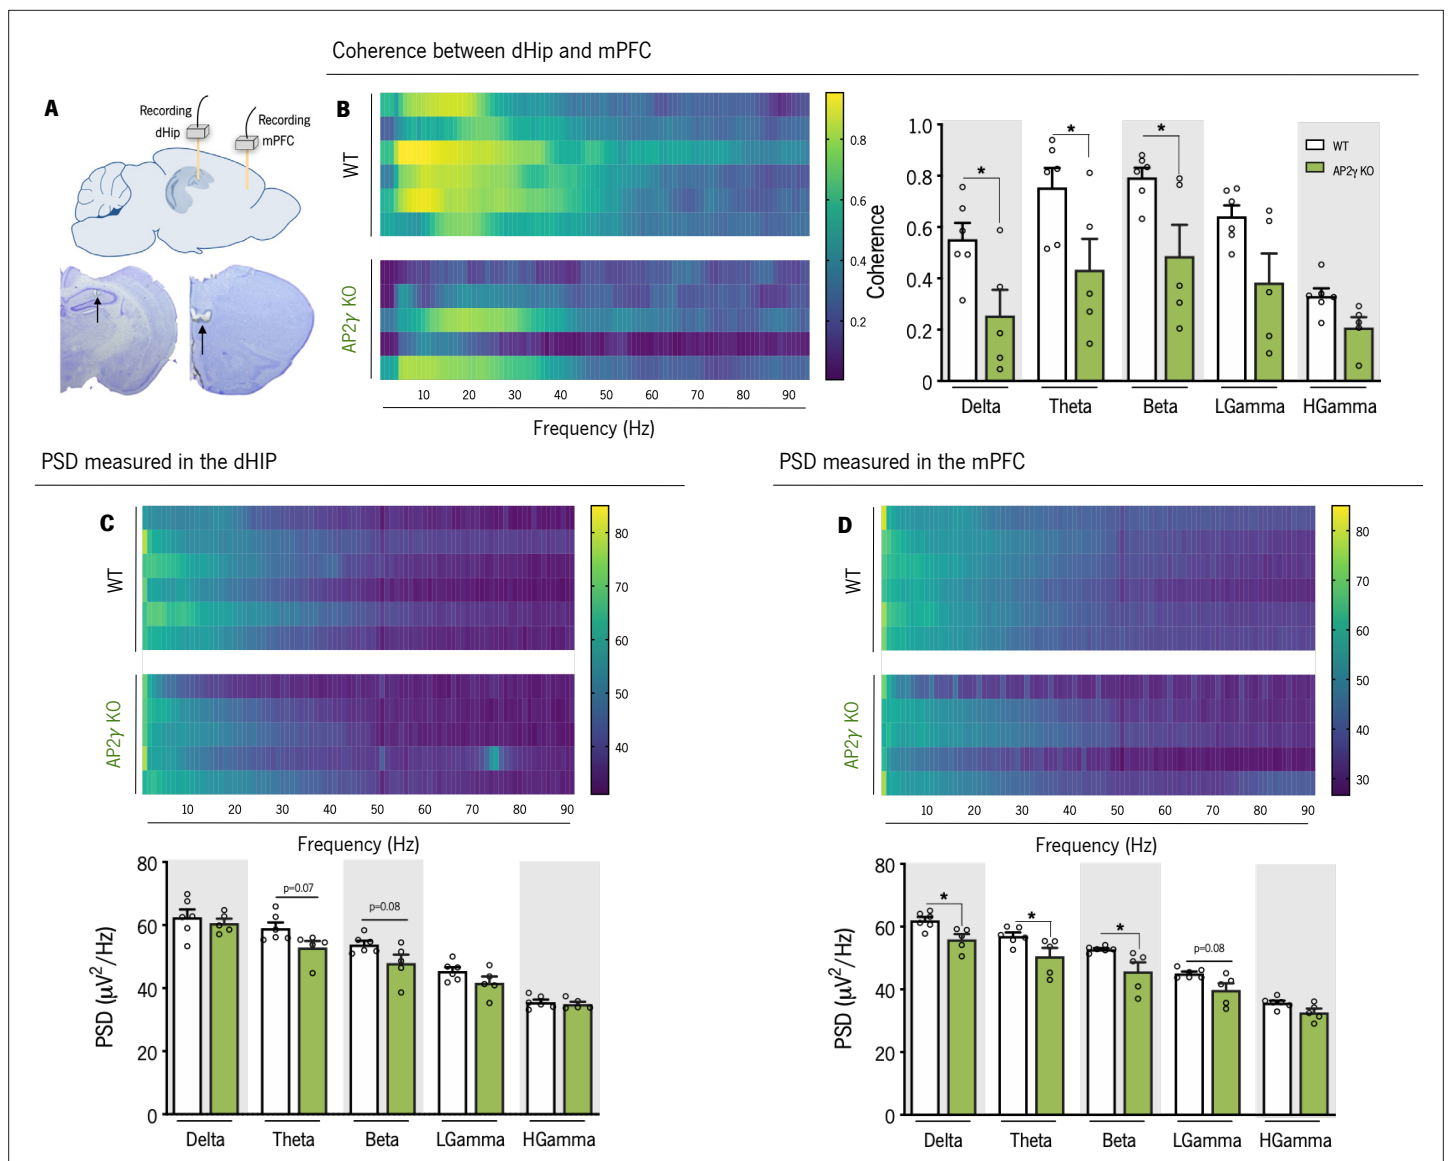 Coherence between dHip and mPFC
A
Recording
dHip
Recording
mPFC
B
WT
AP2γ KO
10 20 30 40 50 60 70 80 90
Frequency (Hz)
0.8
0.6
0.4
0.2
Coherence
1.0
0.8
0.6
0.4
0.2
0
*
*
*
WT
AP2γ KO
Delta Theta Beta LGamma HGamma
PSD measured in the dHIP
C
WT
AP2γ KO
80
70
60
50
40
10 20 30 40 50 60 70 80 90
Frequency (Hz)
PSD (μV²/Hz)
80
60
40
20
0
p=0.07
p=0.08
Delta Theta Beta LGamma HGamma
PSD measured in the mPFC
D
WT
AP2γ KO
80
70
60
50
40
30
10 20 30 40 50 60 70 80 90
Frequency (Hz)
PSD (μV²/Hz)
80
60
40
20
0
*
*
*
p=0.08
Delta Theta Beta LGamma HGamma